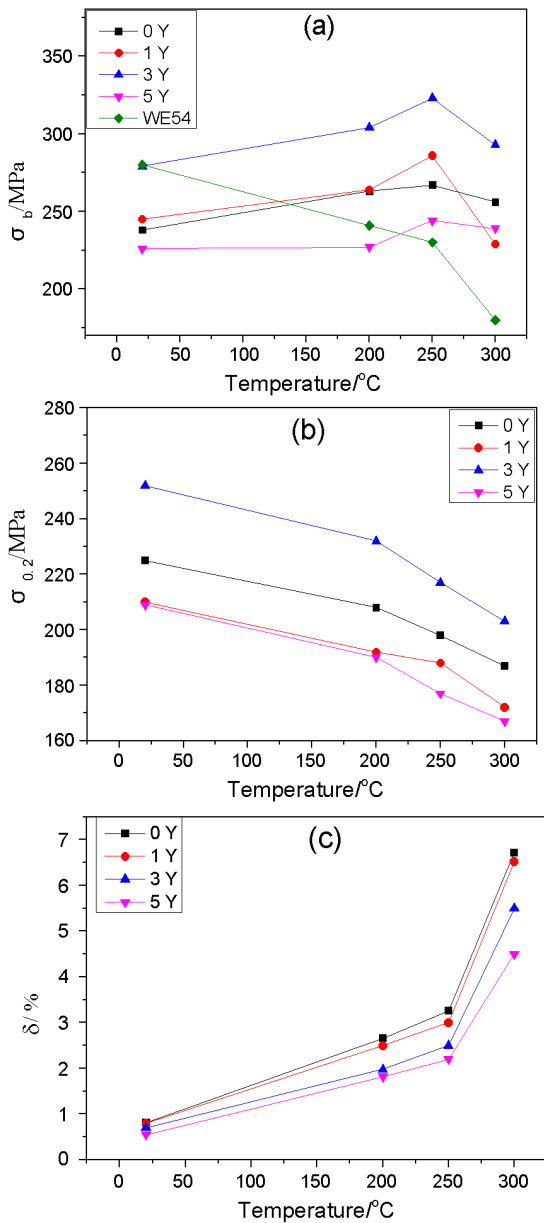 (a)
0 Y
1 Y
3 Y
5 Y
WE54
350
300
250
200
σ b/MPa
0 50 100 150 200 250 300
Temperature/°C
(b)
0 Y
1 Y
3 Y
5 Y
280
260
240
220
200
180
160
σ 0.2/MPa
0 50 100 150 200 250 300
Temperature/°C
(c)
0 Y
1 Y
3 Y
5 Y
7
6
5
4
3
2
1
0
δ/ %
0 50 100 150 200 250 300
Temperature/°C